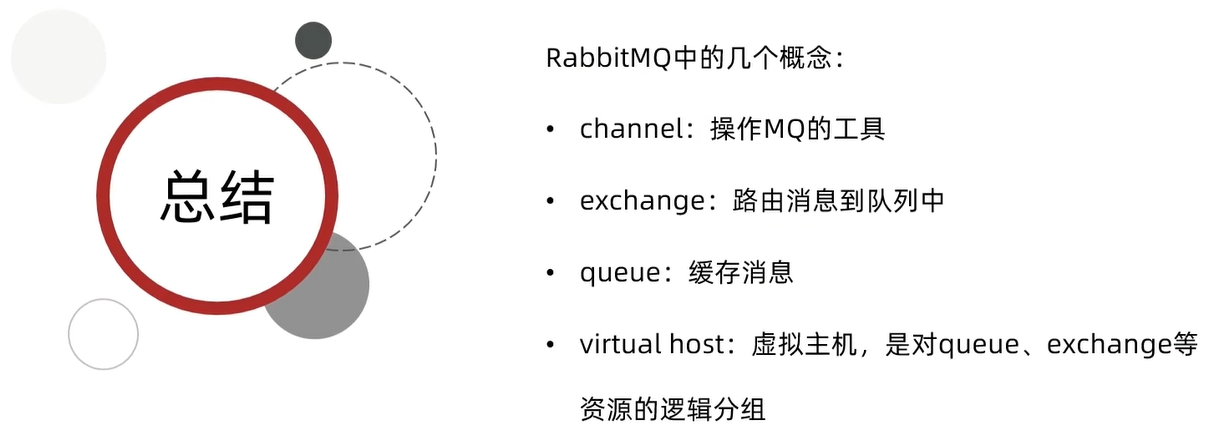 总结
RabbitMQ中的几个概念：
• channel：操作MQ的工具
• exchange：路由消息到队列中
• queue：缓存消息
• virtual host：虚拟主机，是对queue、exchange等
资源的逻辑分组